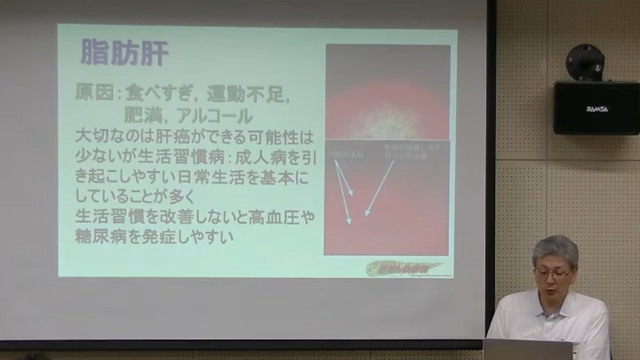 脂肪肝
原因：食べすぎ，運動不足，
肥満，アルコール
大切なのは肝癌ができる可能性は
少ないが生活習慣病：成人病を引
き起こしやすい日常生活を基本に
していることが多く
生活習慣を改善しないと高血圧や
糖尿病を発症しやすい
RAMSA